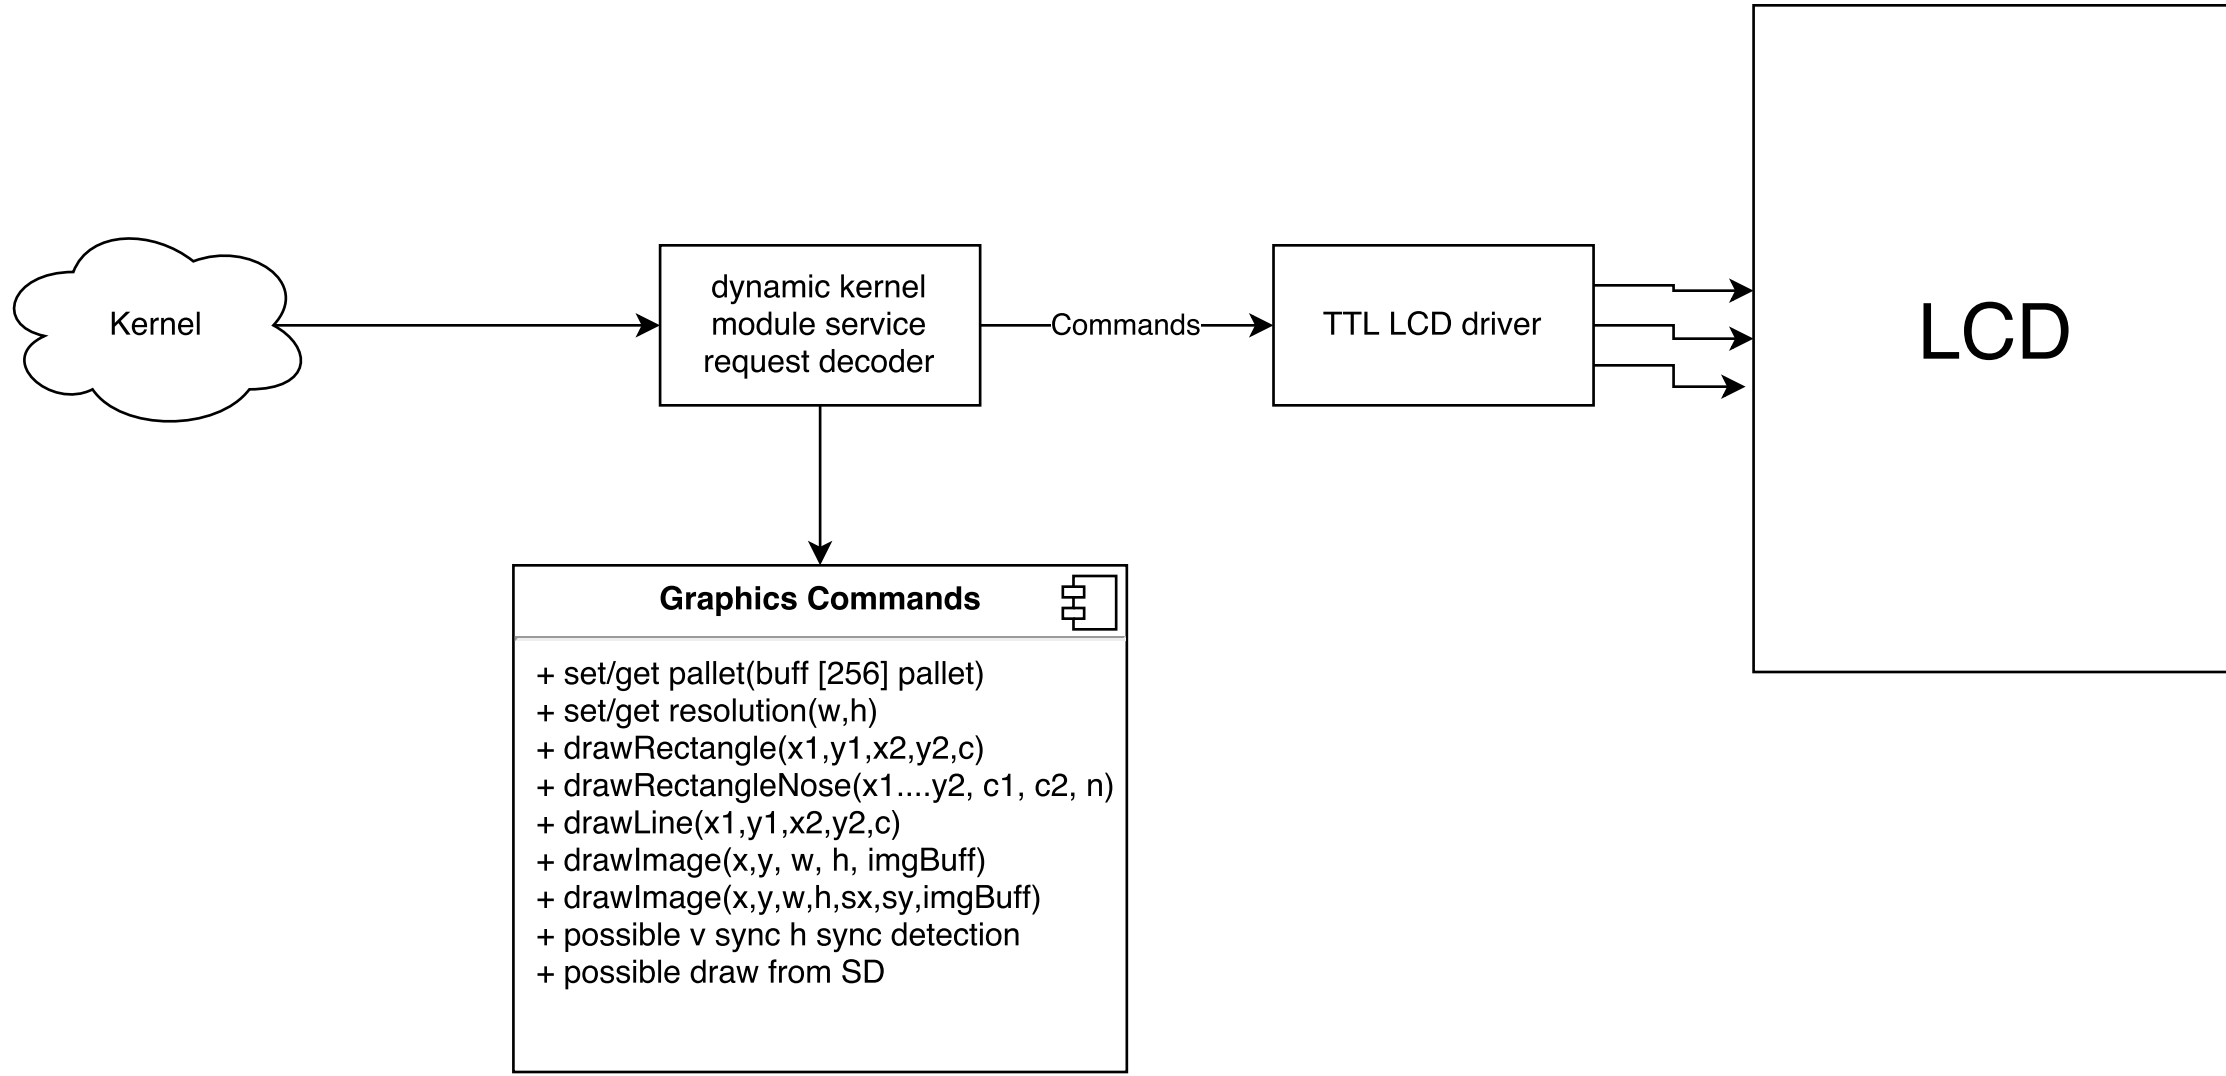 Kernel
dynamic kernel
module service
request decoder
Commands
TTL LCD driver
LCD
Graphics Commands
+ set/get pallet(buff [256] pallet)
+ set/get resolution(w,h)
+ drawRectangle(x1,y1,x2,y2,c)
+ drawRectangleNose(x1....y2, c1, c2, n)
+ drawLine(x1,y1,x2,y2,c)
+ drawImage(x,y, w, h, imgBuff)
+ drawImage(x,y,w,h,sx,sy,imgBuff)
+ possible v sync h sync detection
+ possible draw from SD